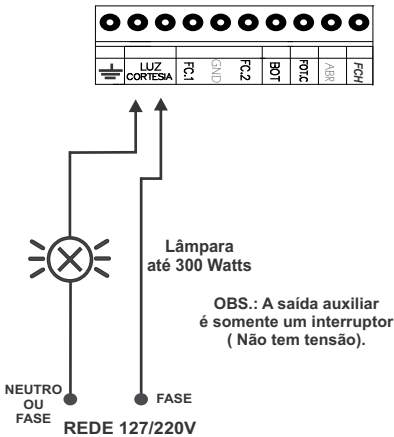 LUZ
CORTESIA
FC.1
GND
FC.2
BOT
FOT.C
ABR
FCH
Lâmpara
até 300 Watts
OBS.: A saída auxiliar
é somente um interruptor
( Não tem tensão).
NEUTRO
OU
FASE
FASE
REDE 127/220V